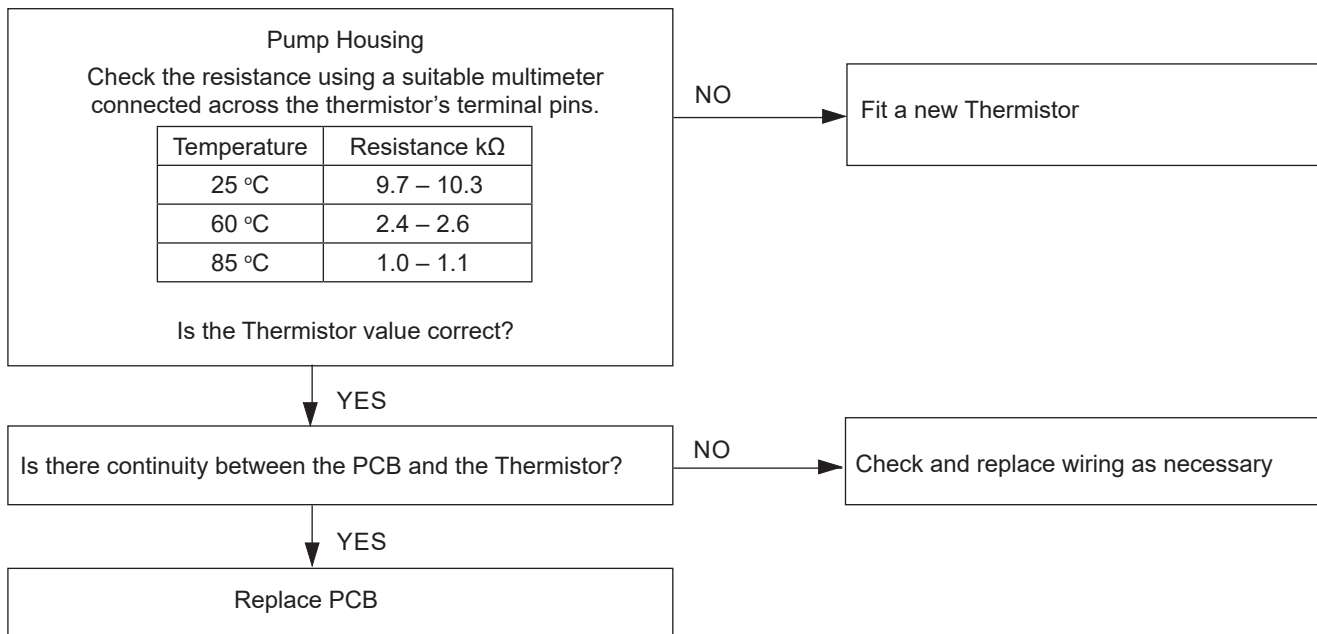 Pump Housing
Check the resistance using a suitable multimeter
connected across the thermistor’s terminal pins.
NO
Fit a new Thermistor
Temperature Resistance kΩ
25 ºC 9.7 – 10.3
60 ºC 2.4 – 2.6
85 ºC 1.0 – 1.1
Is the Thermistor value correct?
YES
Is there continuity between the PCB and the Thermistor?
NO
Check and replace wiring as necessary
YES
Replace PCB